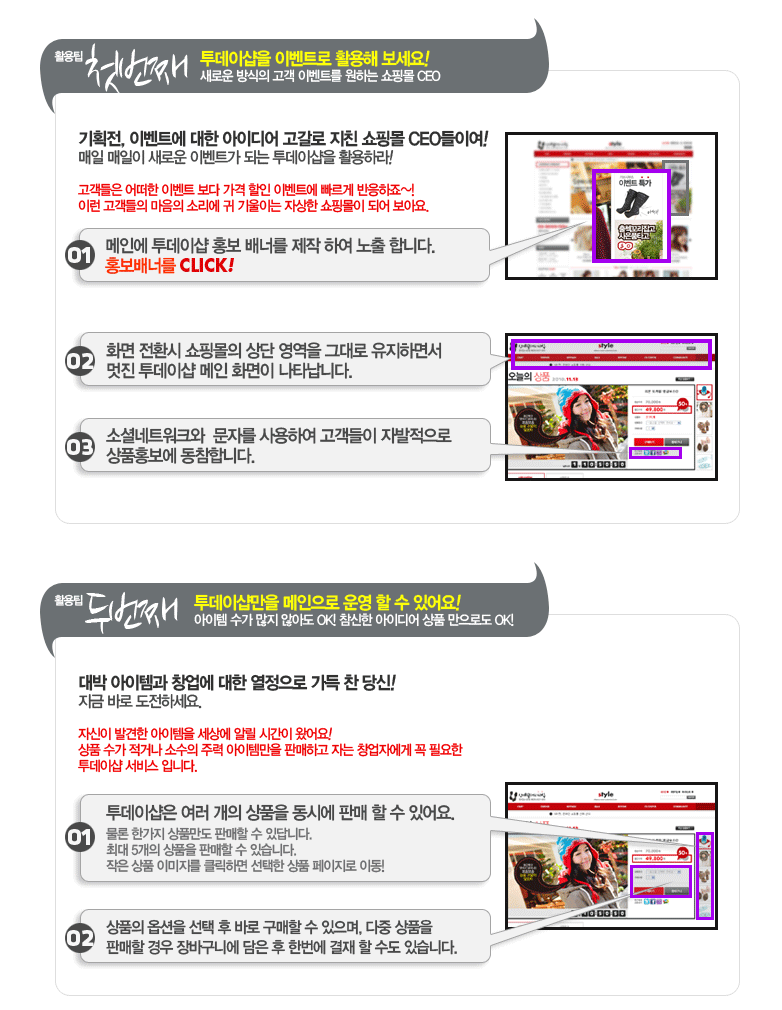 활용팁 첫번째
투데이샵을 이벤트로 활용해 보세요!
새로운 방식의 고객 이벤트를 원하는 쇼핑몰 CEO
기획전, 이벤트에 대한 아이디어 고갈로 지친 쇼핑몰 CEO들이여!
매일 매일이 새로운 이벤트가 되는 투데이샵을 활용하라!
고객들은 어떠한 이벤트 보다 가격 할인 이벤트에 빠르게 반응하죠~!
이런 고객들의 마음의 소리에 귀 기울이는 자상한 쇼핑몰이 되어 보아요.
01 메인에 투데이샵 홍보 배너를 제작 하여 노출 합니다.
홍보배너를 CLICK!
이벤트 특가
02 화면 전환시 쇼핑몰의 상단 영역을 그대로 유지하면서
멋진 투데이샵 메인 화면이 나타납니다.
style
오늘의 상품
03 소셜네트워크와 문자를 사용하여 고객들이 자발적으로
상품홍보에 동참합니다.
활용팁 두번째
투데이샵만을 메인으로 운영 할 수 있어요!
아이템 수가 많지 않아도 OK! 참신한 아이디어 상품 만으로도 OK!
대박 아이템과 창업에 대한 열정으로 가득 찬 당신!
지금 바로 도전하세요.
자신이 발견한 아이템을 세상에 알릴 시간이 왔어요!
상품 수가 적거나 소수의 주력 아이템만을 판매하고 자는 창업자에게 꼭 필요한
투데이샵 서비스 입니다.
01 투데이샵은 여러 개의 상품을 동시에 판매 할 수 있어요.
물론 한가지 상품만도 판매할 수 있답니다.
최대 5개의 상품을 판매할 수 있습니다.
작은 상품 이미지를 클릭하면 선택한 상품 페이지로 이동!
style
02 상품의 옵션을 선택 후 바로 구매할 수 있으며, 다중 상품을
판매할 경우 장바구니에 담은 후 한번에 결재 할 수도 있습니다.